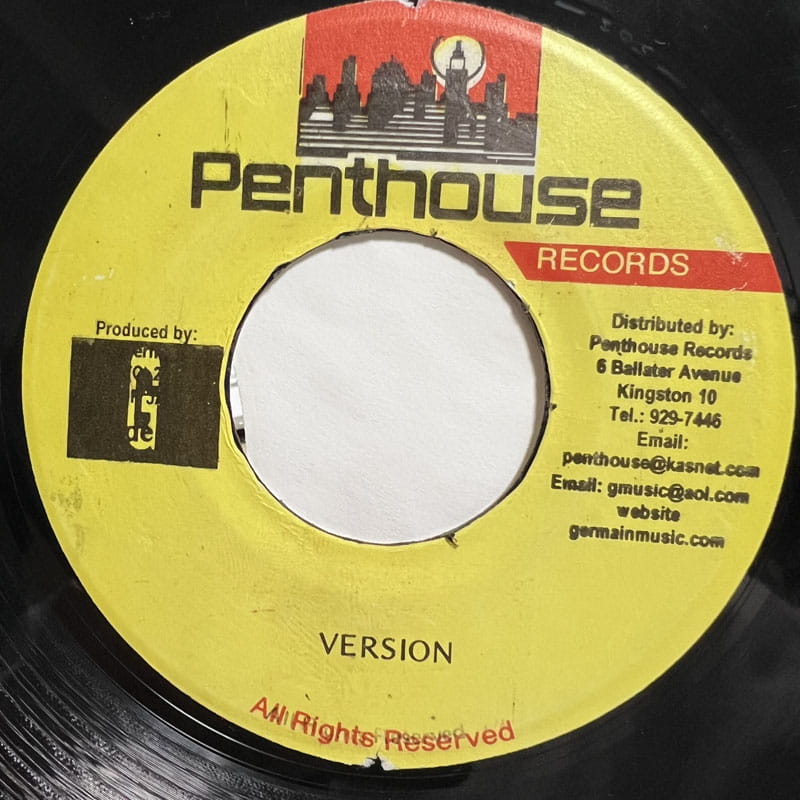 Penthouse
RECORDS
Produced by:
Distributed by:
Penthouse Records
6 Ballater Avenue
Kingston 10
Tel.: 929-7446
Email:
penthouse@kasnet.com
Email: gmusic@aol.com
website
germainmusic.com
VERSION
All Rights Reserved